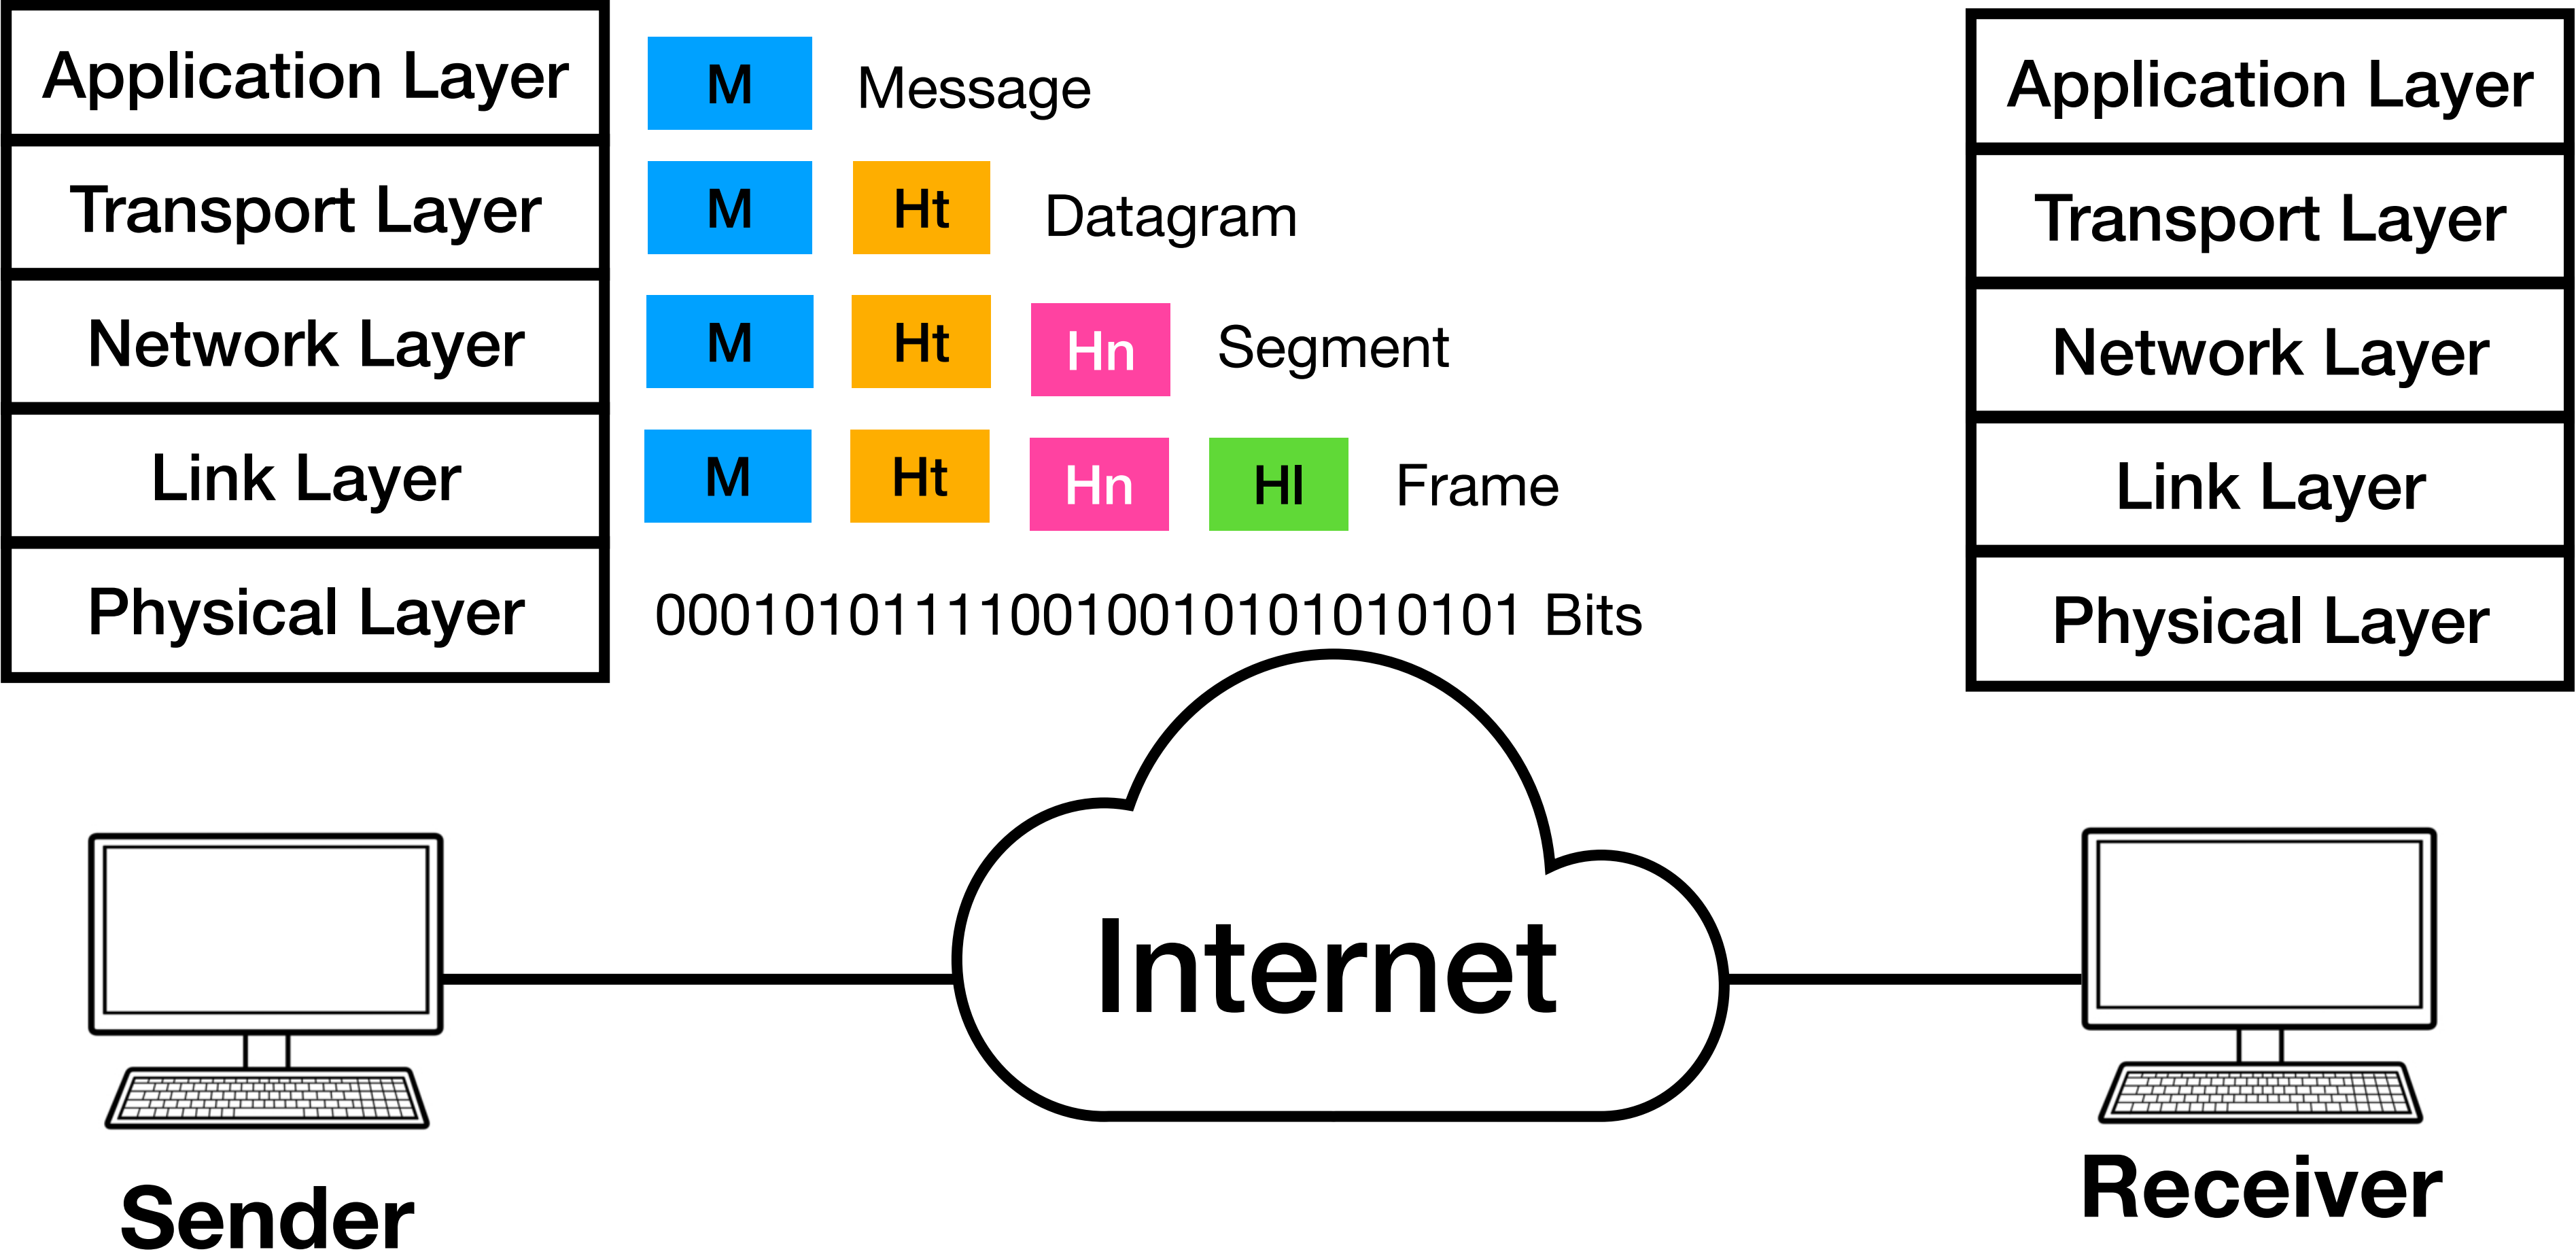 Application Layer
M Message
Transport Layer
M Ht Datagram
Network Layer
M Ht Hn Segment
Link Layer
M Ht Hn Hl Frame
Physical Layer
000101011110010010101010101 Bits
Application Layer
Transport Layer
Network Layer
Link Layer
Physical Layer
Internet
Sender
Receiver